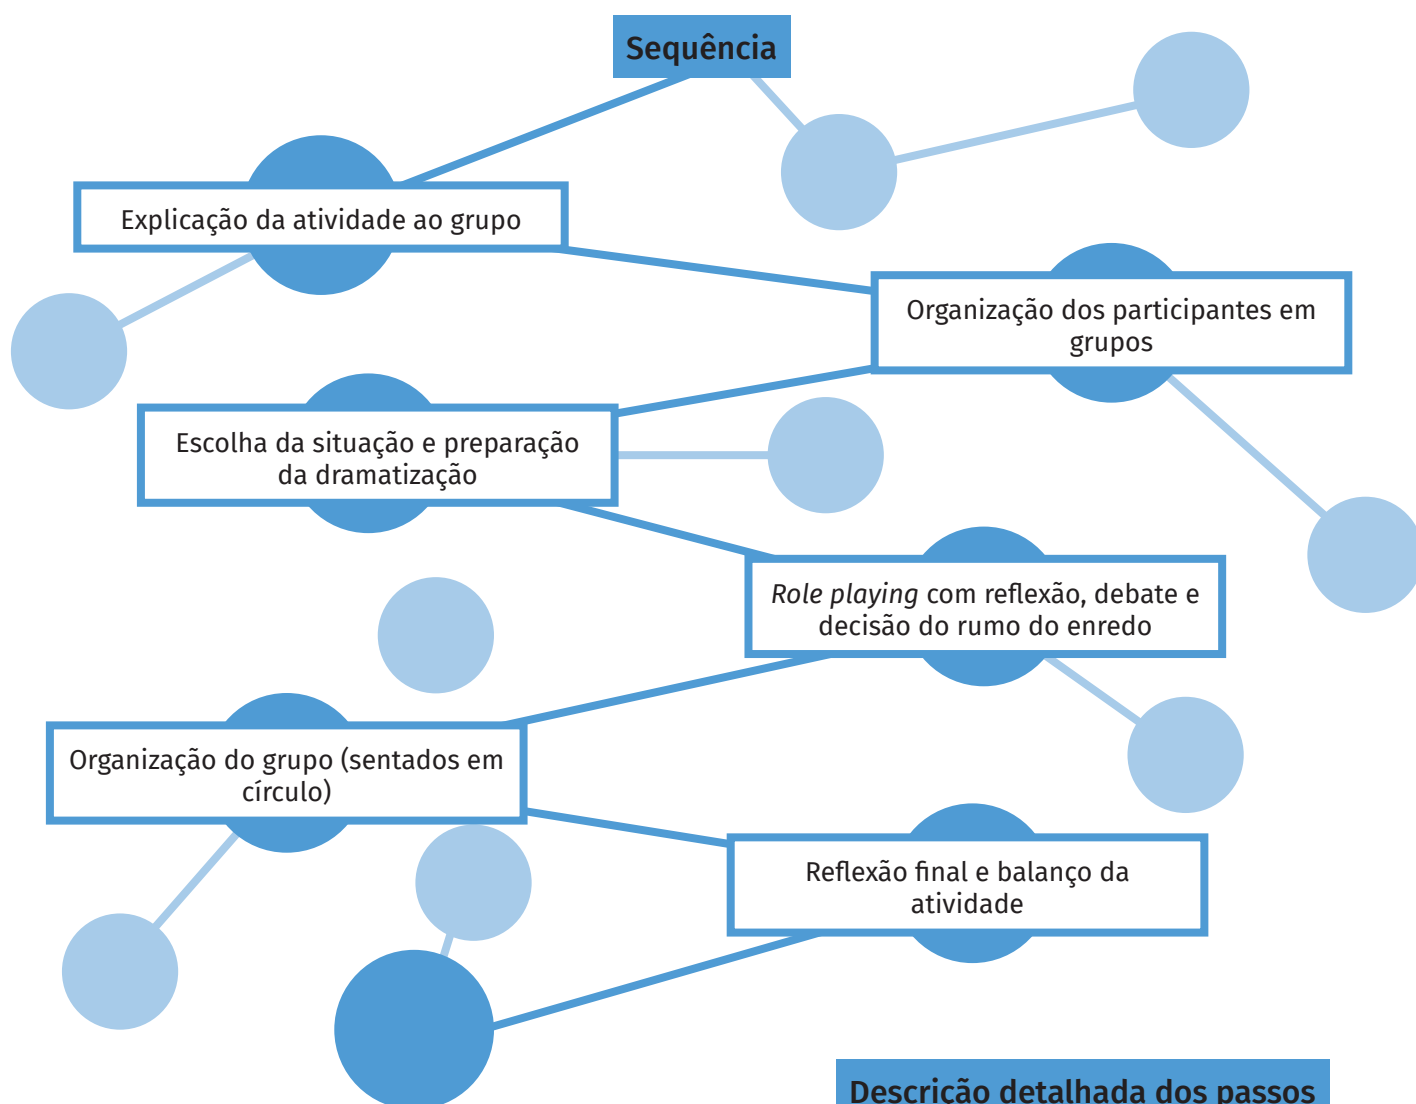 Sequência
Explicação da atividade ao grupo
Organização dos participantes em
grupos
Escolha da situação e preparação
da dramatização
Role playing com reflexão, debate e
decisão do rumo do enredo
Organização do grupo (sentados em
círculo)
Reflexão final e balanço da
atividade
Descrição detalhada dos passos